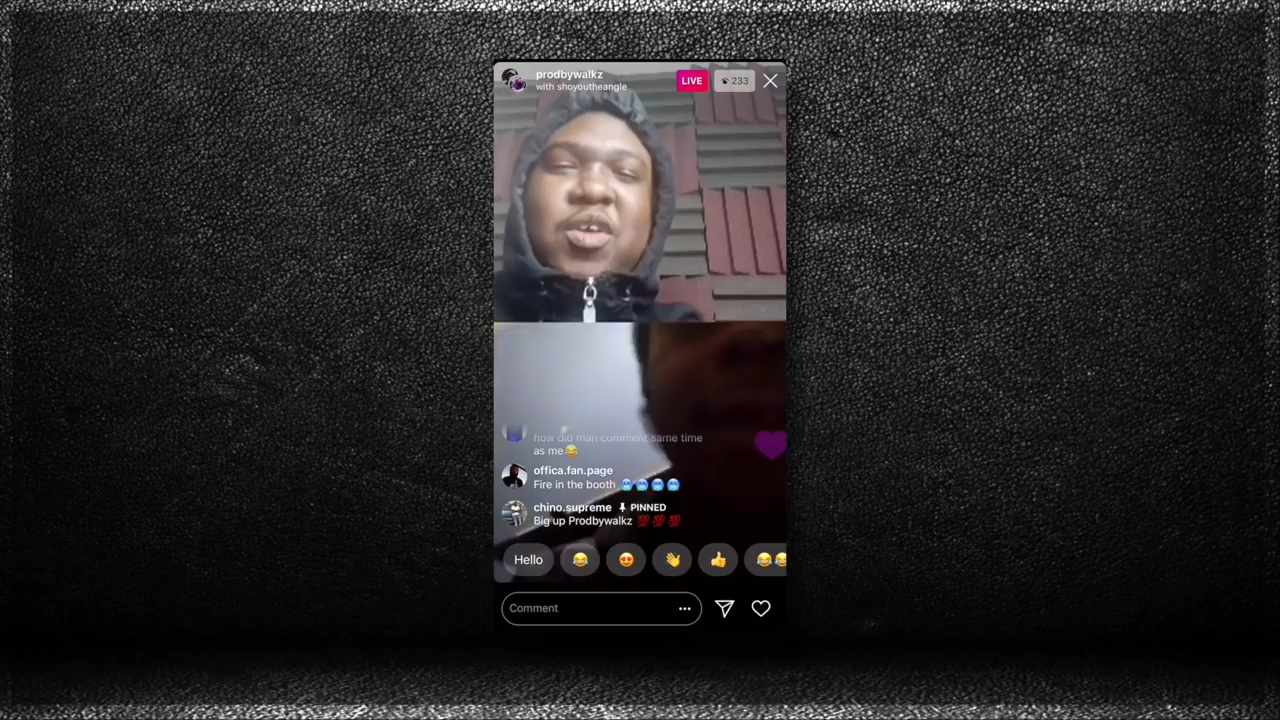 prodbywalkz
with shoyoutheangle
LIVE
233
how did man comment same time
as me😂
offica.fan.page
Fire in the booth 🥶🥶🥶🥶
chino.supreme PINNED
Big up Prodbywalkz 💯💯💯
Hello 😂 😍 👋 👍 😂😂
Comment